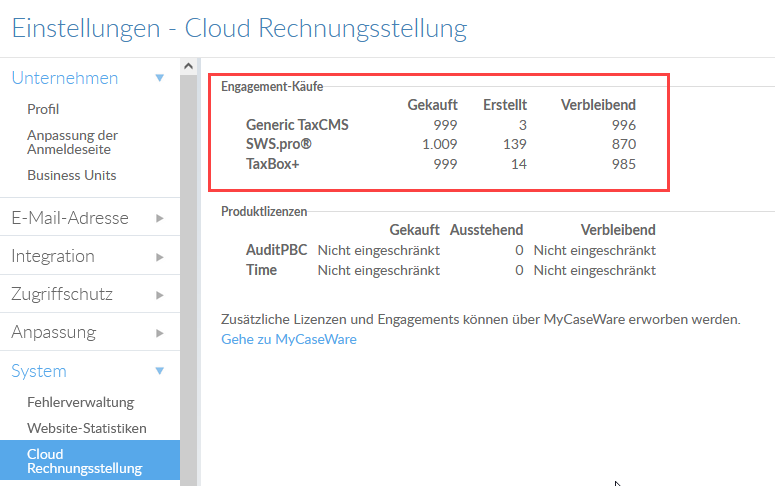 Einstellungen - Cloud Rechnungsstellung
Unternehmen
Profil
Anpassung der
Anmeldeseite
Business Units
E-Mail-Adresse
Integration
Zugriffschutz
Anpassung
System
Fehlerverwaltung
Website-Statistiken
Cloud
Rechnungsstellung
Engagement-Käufe
Gekauft Erstellt Verbleibend
Generic TaxCMS 999 3 996
SWS.pro® 1.009 139 870
TaxBox+ 999 14 985
Produktlizenzen
Gekauft Ausstehend Verbleibend
AuditPBC Nicht eingeschränkt 0 Nicht eingeschränkt
Time Nicht eingeschränkt 0 Nicht eingeschränkt
Zusätzliche Lizenzen und Engagements können über MyCaseWare erworben werden.
Gehe zu MyCaseWare